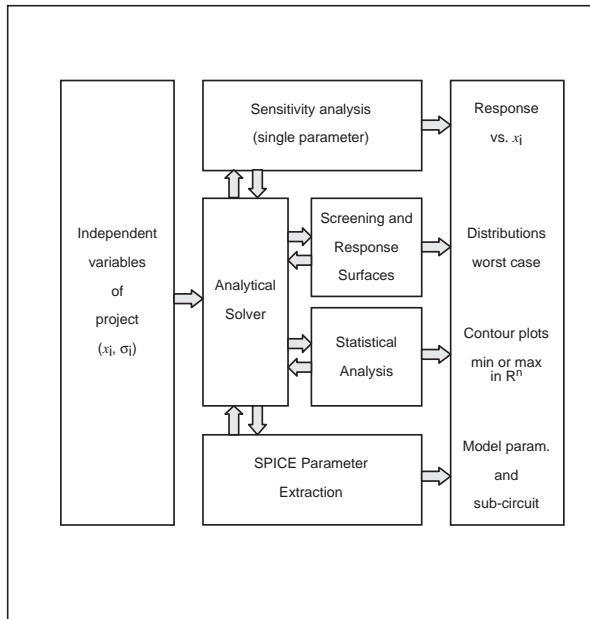 Independent
variables
of
project
(xi, σi)
Sensitivity analysis
(single parameter)
Analytical
Solver
Screening and
Response
Surfaces
Statistical
Analysis
SPICE Parameter
Extraction
Response
vs. xi
Distributions
worst case
Contour plots
min or max
in Rⁿ
Model param.
and
sub-circuit